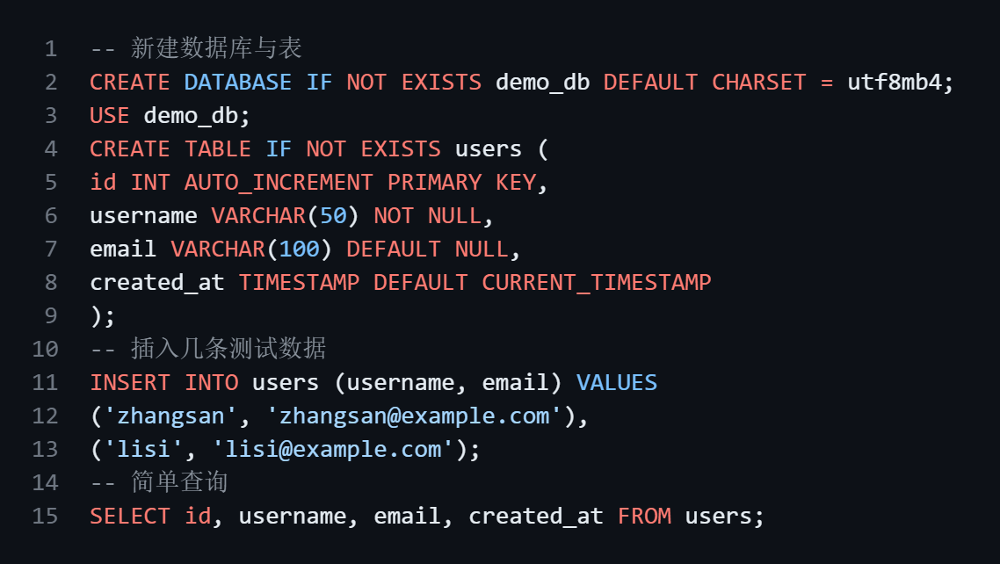 1 -- 新建数据库与表
2 CREATE DATABASE IF NOT EXISTS demo_db DEFAULT CHARSET = utf8mb4;
3 USE demo_db;
4 CREATE TABLE IF NOT EXISTS users (
5 id INT AUTO_INCREMENT PRIMARY KEY,
6 username VARCHAR(50) NOT NULL,
7 email VARCHAR(100) DEFAULT NULL,
8 created_at TIMESTAMP DEFAULT CURRENT_TIMESTAMP
9 );
10 -- 插入几条测试数据
11 INSERT INTO users (username, email) VALUES
12 ('zhangsan', 'zhangsan@example.com'),
13 ('lisi', 'lisi@example.com');
14 -- 简单查询
15 SELECT id, username, email, created_at FROM users;